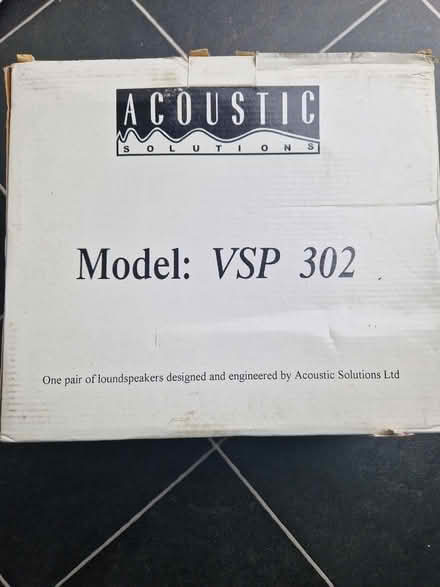 ACOUSTIC
SOLUTIONS
Model: VSP 302
One pair of loundspeakers designed and engineered by Acoustic Solutions Ltd